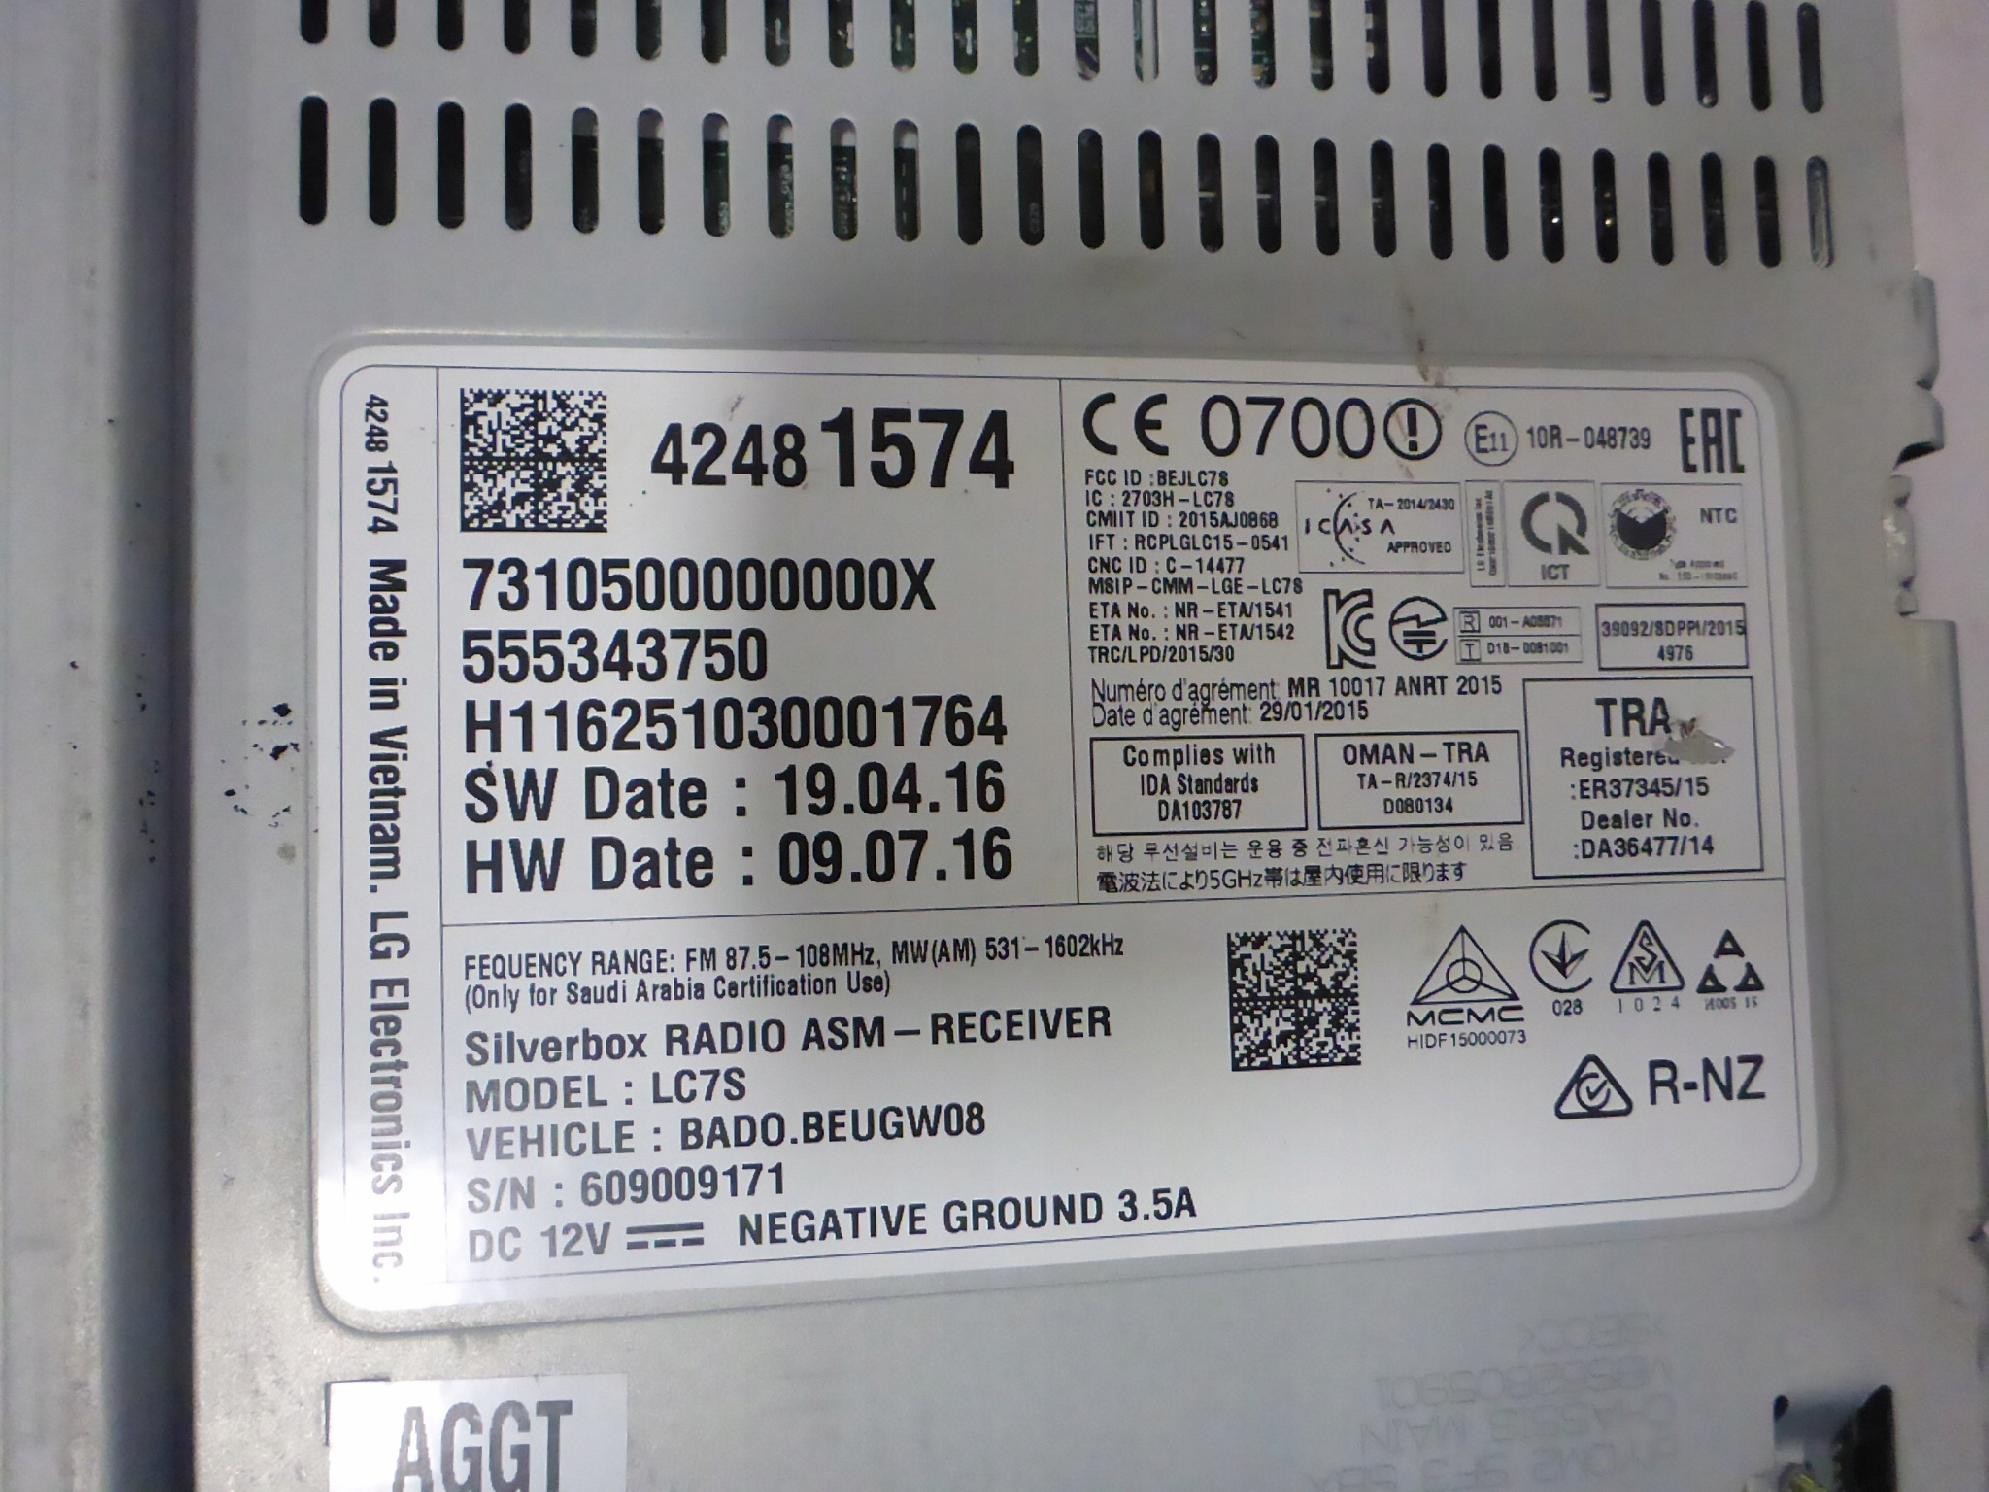 4248 1574 Made in Vietnam. LG Electronics Inc.
4248 1574
7310500000000X
555343750
H116251030001764
SW Date : 19.04.16
HW Date : 09.07.16
CE 0700
E11 10R-048739 EAC
FCC ID : BEJLC7S
IC : 2703H-LC7S
CMIIT ID : 2015AJ0868
IFT : RCPLGLC15-0541
CNC ID : C-14477
MSIP-CMM-LGE-LC7S
ETA No. : NR-ETA/1541
ETA No. : NR-ETA/1542
TRC/LPD/2015/30
TA-2014/2430
ICASA
APPROVED
ICT
NTC
R
T
39092/SDPPI/2015
4976
Numéro d'agrément: MR 10017 ANRT 2015
Date d'agrément: 29/01/2015
Complies with
IDA Standards
DA103787
OMAN-TRA
TA-R/2374/15
D080134
TRA
:ER37345/15
Dealer No.
:DA36477/14
해당 무선설비는 운용 중 전파혼신 가능성이 있음
電波法により5GHz帯は屋内使用に限ります
FEQUENCY RANGE: FM 87.5-108MHz, MW(AM) 531-1602kHz
(Only for Saudi Arabia Certification Use)
Silverbox RADIO ASM-RECEIVER
MODEL : LC7S
VEHICLE : BADO.BEUGW08
S/N : 609009171
DC 12V NEGATIVE GROUND 3.5A
MCMC
HIDF15000073
028
SM
1024
R-NZ
AGGT